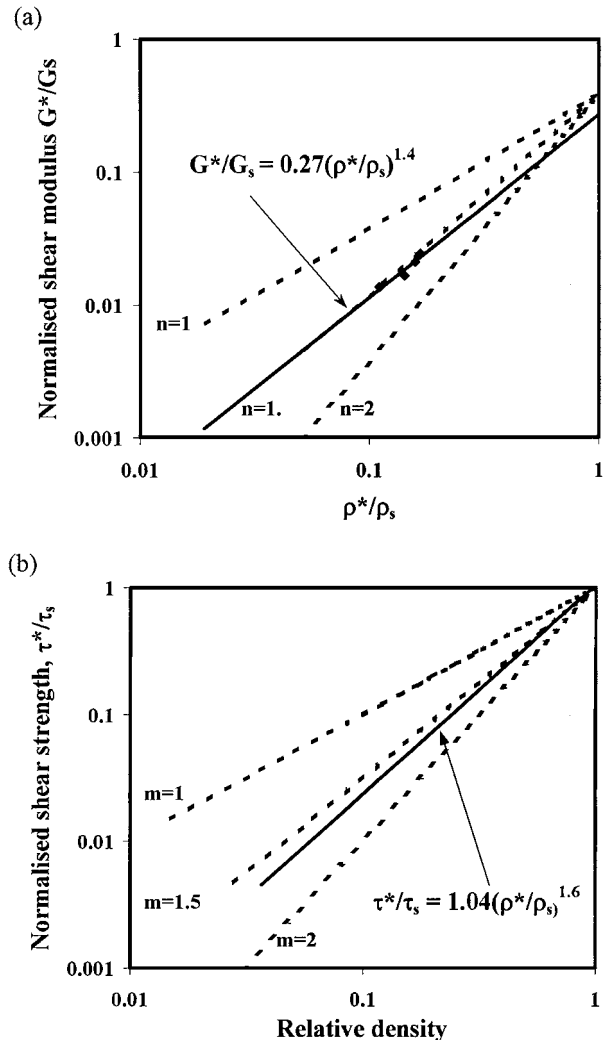 (a)
Normalised shear modulus G*/Gs
1
0.1
0.01
0.001
G*/Gₛ = 0.27(ρ*/ρₛ)¹·⁴
n=1
n=1.
n=2
0.01 0.1 1
ρ*/ρₛ
(b)
Normalised shear strength, τ*/τₛ
1
0.1
0.01
0.001
m=1
m=1.5
m=2
τ*/τₛ = 1.04(ρ*/ρₛ)¹·⁶
0.01 0.1 1
Relative density